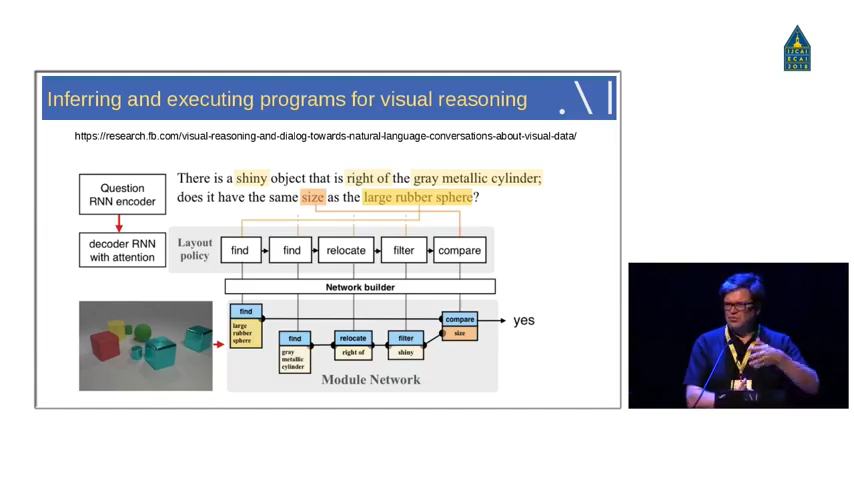 IJCAI
ECAI
2018
Inferring and executing programs for visual reasoning
https://research.fb.com/visual-reasoning-and-dialog-towards-natural-language-conversations-about-visual-data/
There is a shiny object that is right of the gray metallic cylinder;
does it have the same size as the large rubber sphere?
Question
RNN encoder
decoder RNN
with attention
Layout
policy
find
find
relocate
filter
compare
Network builder
find
large
rubber
sphere
find
gray
metallic
cylinder
relocate
right of
filter
shiny
compare
size
yes
Module Network